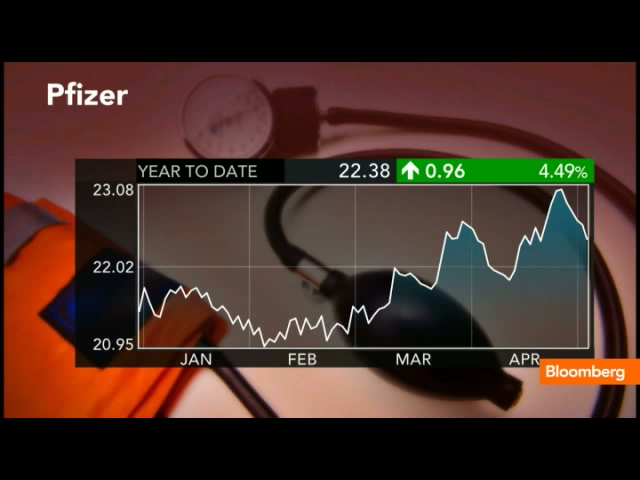 Pfizer
YEAR TO DATE 22.38 0.96 4.49%
23.08
22.02
20.95
JAN FEB MAR APR
Bloomberg